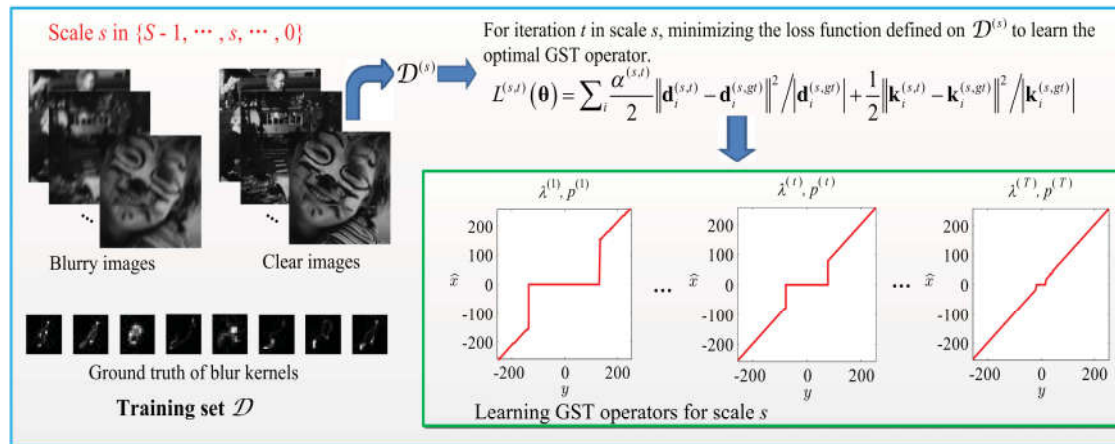 Scale s in {S - 1, ⋯, s, ⋯, 0}
Blurry images
Clear images
Ground truth of blur kernels
Training set 𝒟
𝒟^(s)
For iteration t in scale s, minimizing the loss function defined on 𝒟^(s) to learn the
optimal GST operator.
L^(s,t)(θ) = ∑_i α^(s,t)/2 ‖d_i^(s,t) − d_i^(s,gt)‖² / |d_i^(s,gt)| + 1/2 ‖k_i^(s,t) − k_i^(s,gt)‖² / |k_i^(s,gt)|
λ^(1), p^(1)
200
100
0
-100
-200
x̂
-200 0 200
y
...
λ^(t), p^(t)
200
100
0
-100
-200
x̂
-200 0 200
y
...
λ^(T), p^(T)
200
100
0
-100
-200
x̂
-200 0 200
y
Learning GST operators for scale s